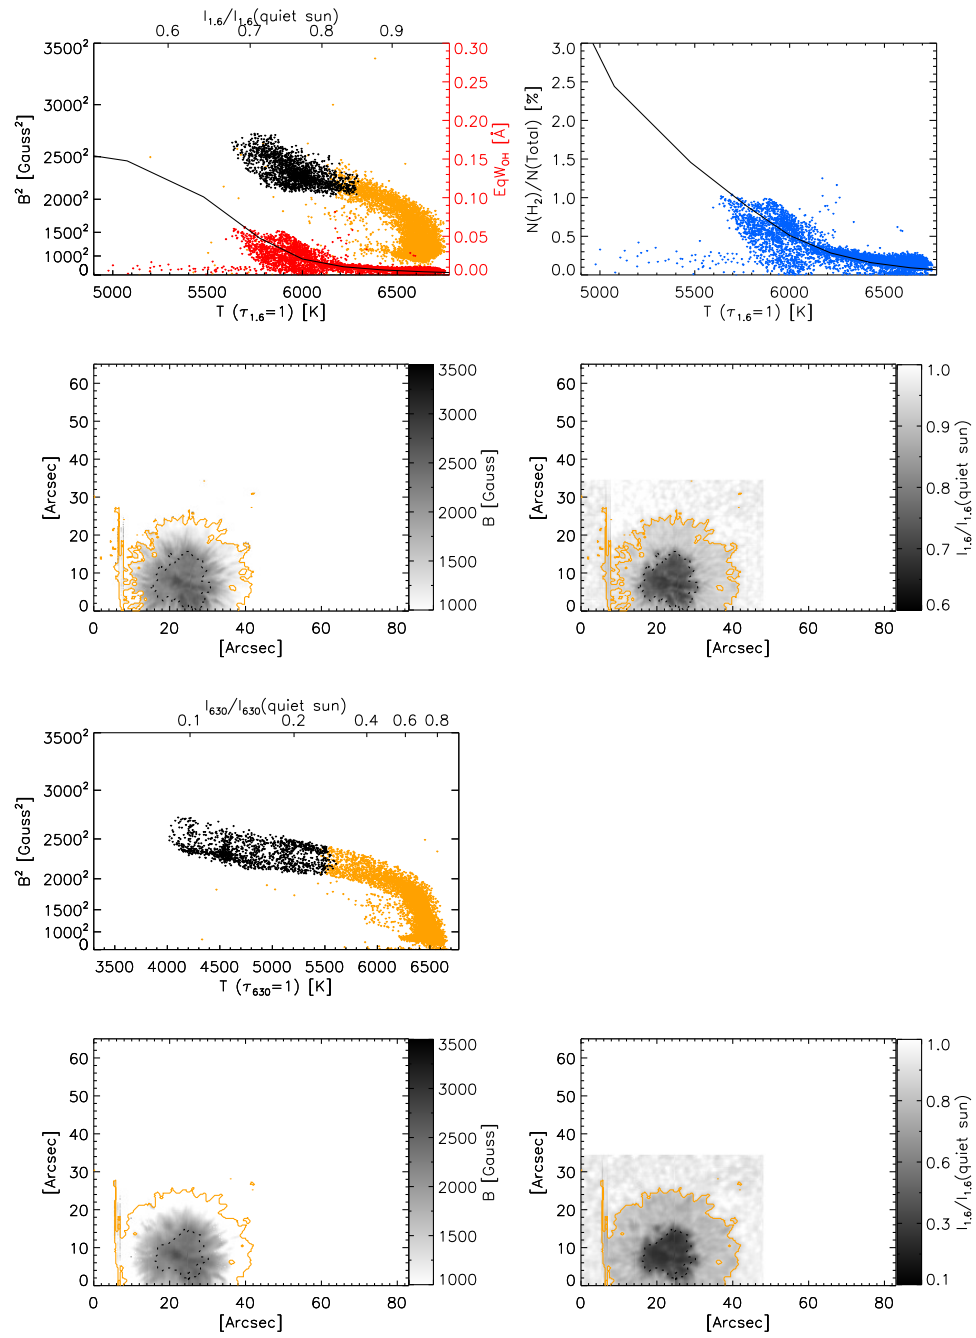 I1.6/I1.6(quiet sun)
0.6 0.7 0.8 0.9
B² [Gauss²]
3500²
3000²
2500²
2000²
1500²
1000²
0
0.30
0.25
0.20
0.15
0.10
0.05
0.00
EqWOH [Å]
5000 5500 6000 6500
T (τ1.6=1) [K]
N(H2)/N(Total) [%]
3.0
2.5
2.0
1.5
1.0
0.5
0.0
5000 5500 6000 6500
T (τ1.6=1) [K]
[Arcsec]
60
50
40
30
20
10
0
0 20 40 60 80
[Arcsec]
3500
3000
2500
2000
1500
1000
B [Gauss]
[Arcsec]
60
50
40
30
20
10
0
0 20 40 60 80
[Arcsec]
1.0
0.9
0.8
0.7
0.6
I1.6/I1.6(quiet sun)
I630/I630(quiet sun)
0.1 0.2 0.4 0.6 0.8
B² [Gauss²]
3500²
3000²
2500²
2000²
1500²
1000²
0
3500 4000 4500 5000 5500 6000 6500
T (τ630=1) [K]
[Arcsec]
60
50
40
30
20
10
0
0 20 40 60 80
[Arcsec]
3500
3000
2500
2000
1500
1000
B [Gauss]
[Arcsec]
60
50
40
30
20
10
0
0 20 40 60 80
[Arcsec]
1.0
0.8
0.6
0.3
0.1
I1.6/I1.6(quiet sun)